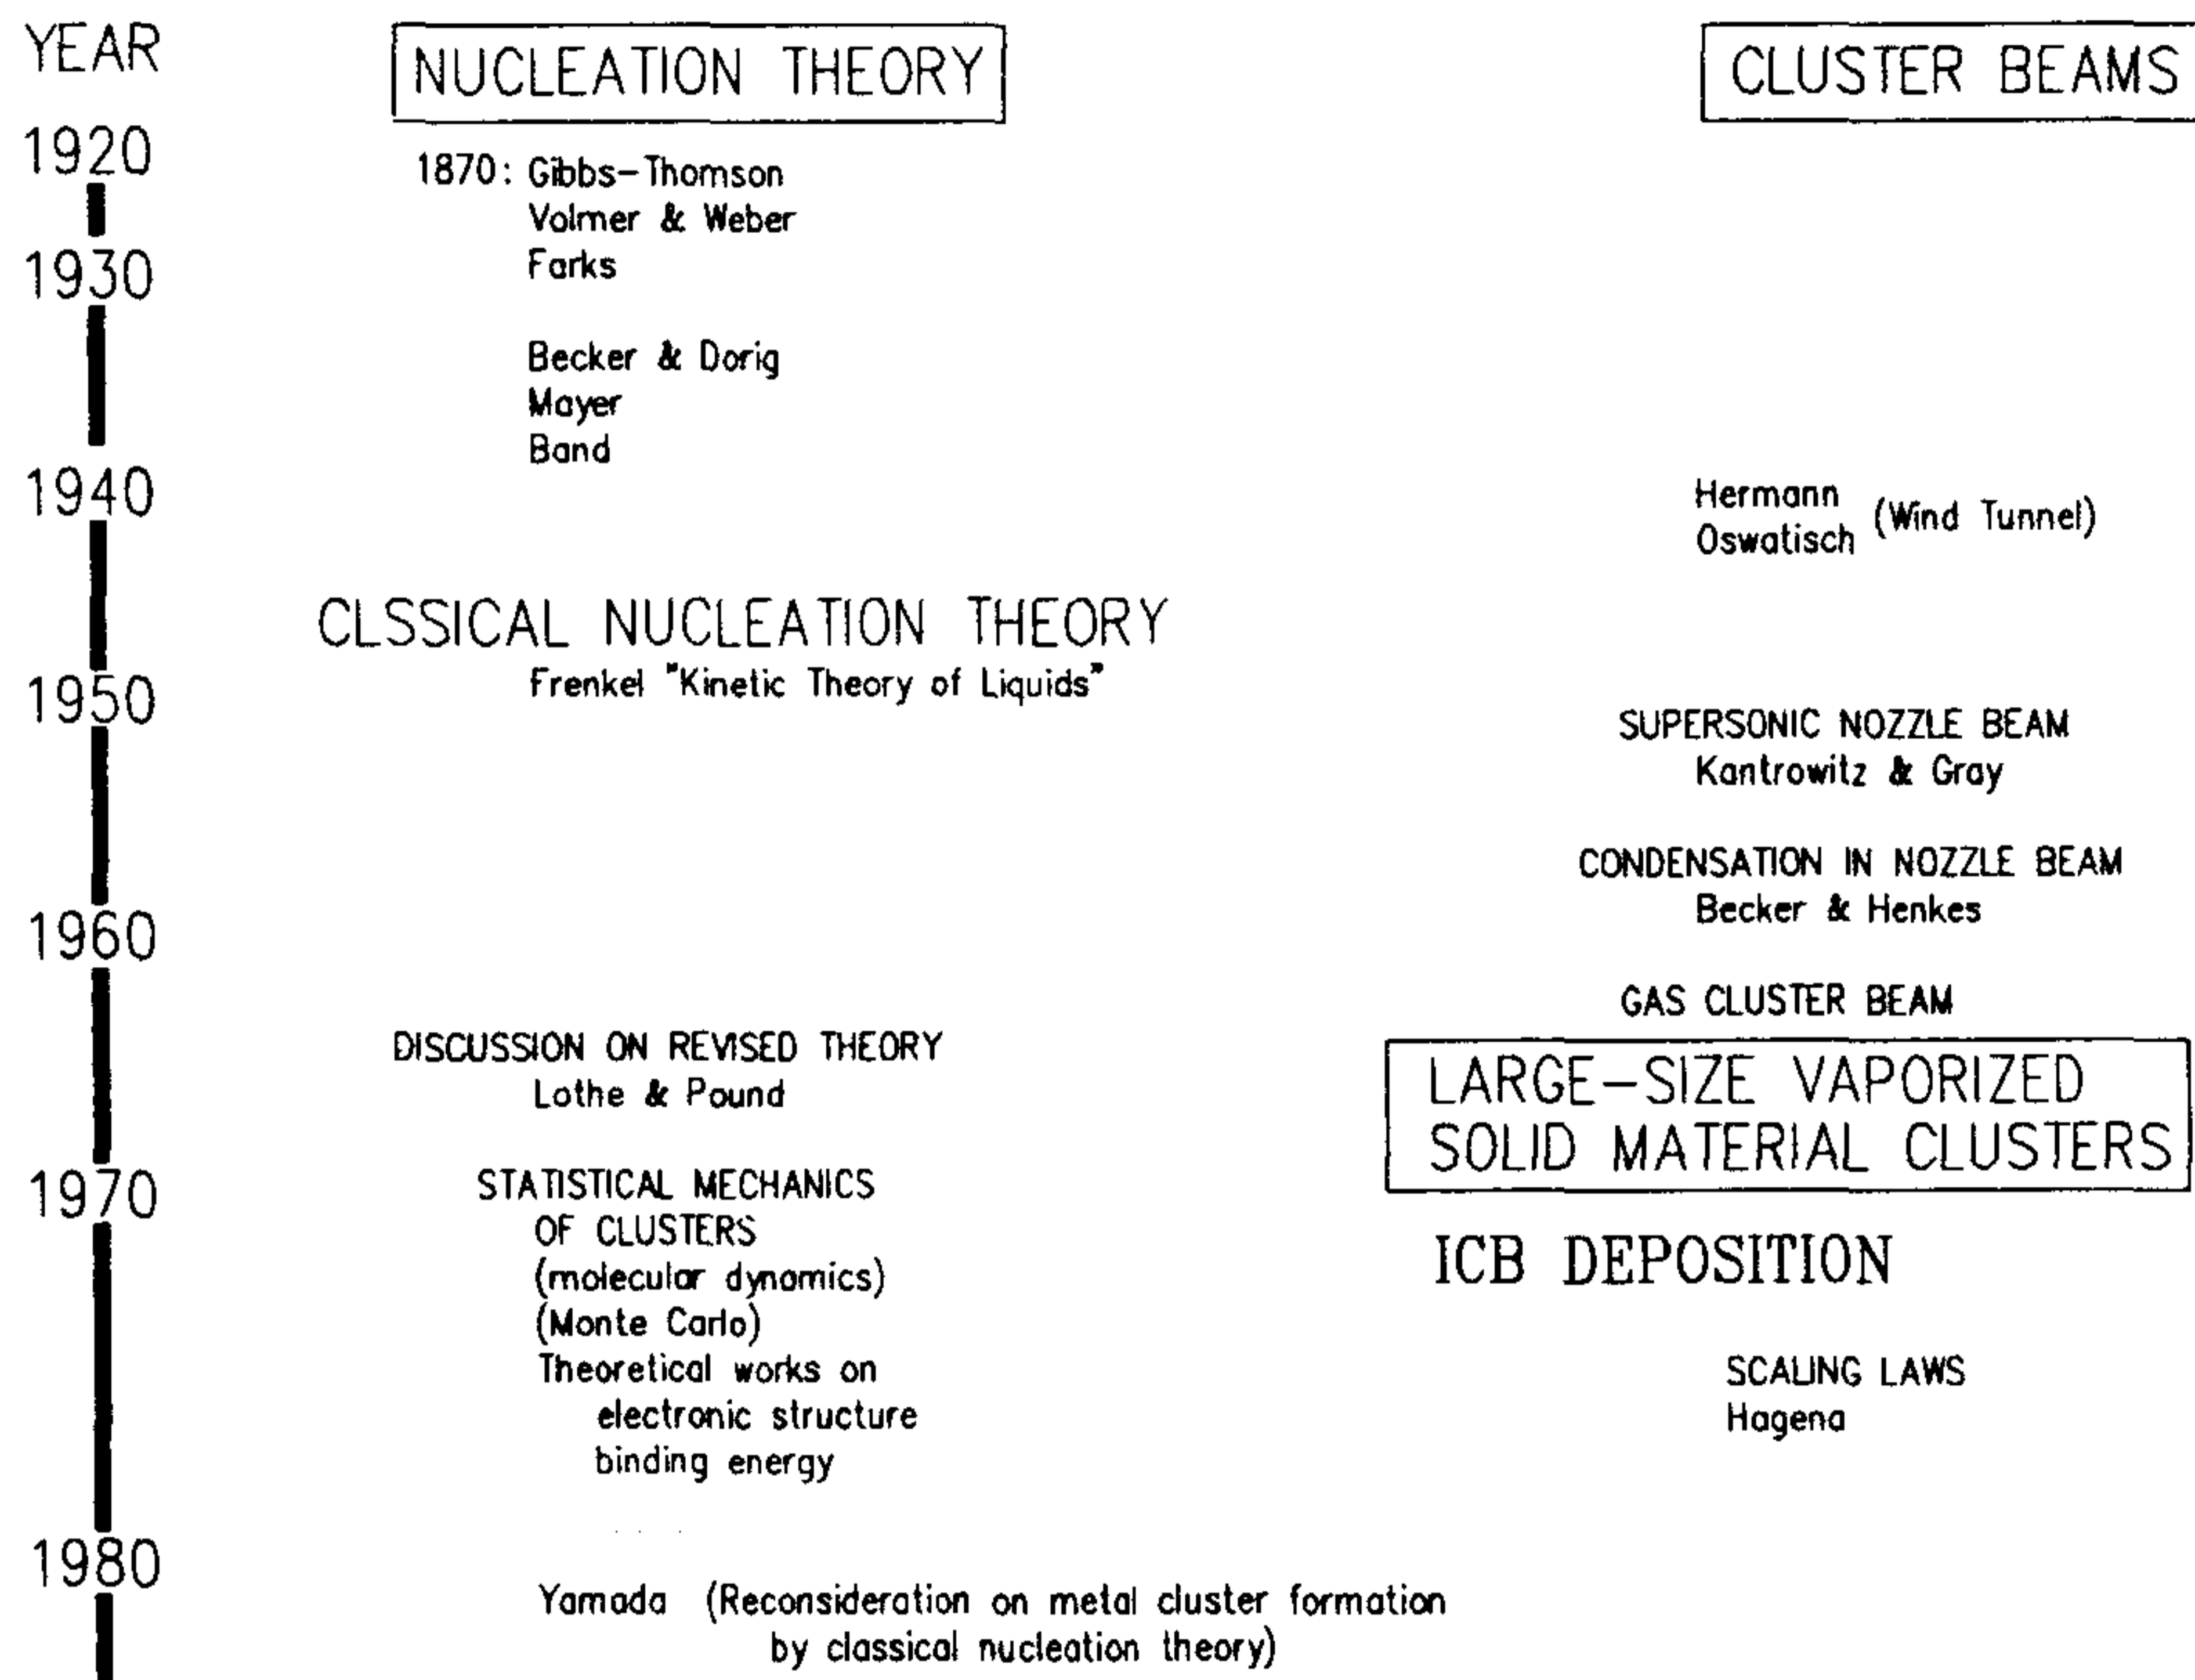 YEAR
NUCLEATION THEORY
CLUSTER BEAMS
1920
1870: Gibbs-Thomson
Volmer & Weber
Farks
1930
Becker & Dorig
Mayer
Band
1940
Hermann
Oswatisch
(Wind Tunnel)
CLSSICAL NUCLEATION THEORY
Frenkel "Kinetic Theory of Liquids"
1950
SUPERSONIC NOZZLE BEAM
Kantrowitz & Gray
CONDENSATION IN NOZZLE BEAM
Becker & Henkes
1960
GAS CLUSTER BEAM
DISCUSSION ON REVISED THEORY
Lothe & Pound
LARGE-SIZE VAPORIZED
SOLID MATERIAL CLUSTERS
1970
STATISTICAL MECHANICS
OF CLUSTERS
(molecular dynamics)
(Monte Carlo)
Theoretical works on
electronic structure
binding energy
ICB DEPOSITION
SCALING LAWS
Hagena
1980
Yamada (Reconsideration on metal cluster formation
by classical nucleation theory)